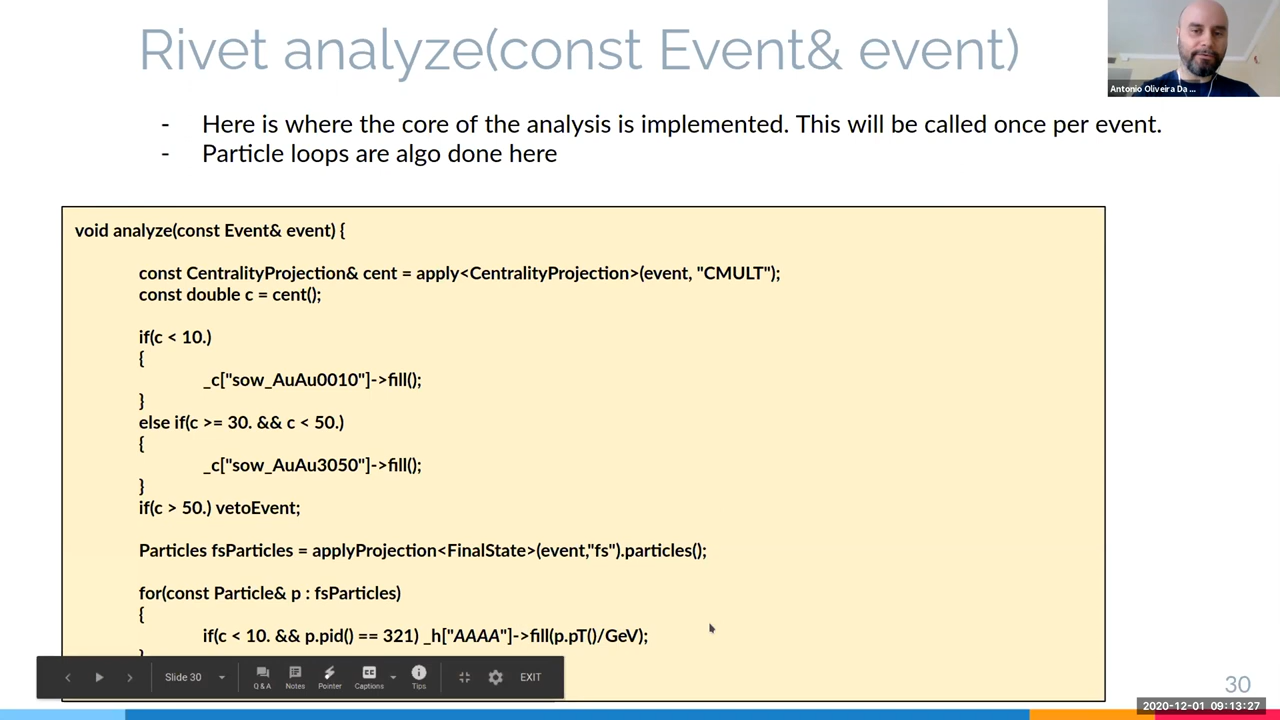 Rivet analyze(const Event& event)
Antonio Oliveira Da ...
- Here is where the core of the analysis is implemented. This will be called once per event.
- Particle loops are algo done here
void analyze(const Event& event) {
const CentralityProjection& cent = apply<CentralityProjection>(event, "CMULT");
const double c = cent();
if(c < 10.)
{
_c["sow_AuAu0010"]->fill();
}
else if(c >= 30. && c < 50.)
{
_c["sow_AuAu3050"]->fill();
}
if(c > 50.) vetoEvent;
Particles fsParticles = applyProjection<FinalState>(event,"fs").particles();
for(const Particle& p : fsParticles)
{
if(c < 10. && p.pid() == 321) _h["AAAA"]->fill(p.pT()/GeV);
}
Slide 30
Q & A
Notes
Pointer
Captions
Tips
EXIT
30
2020-12-01 09:13:27